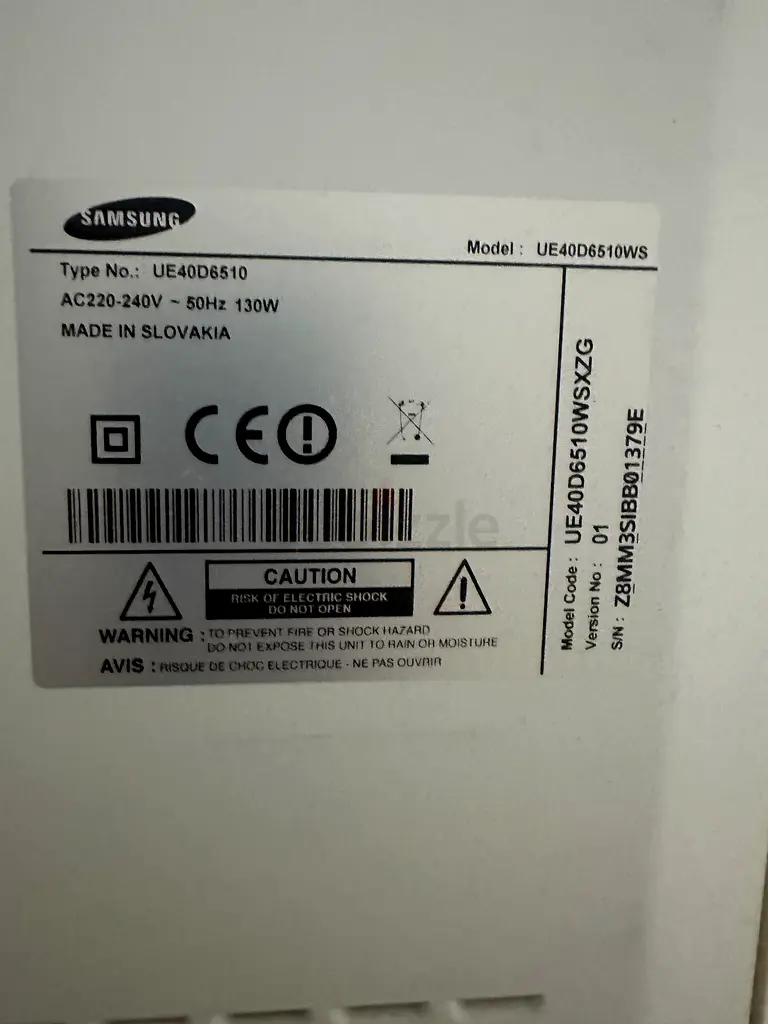 SAMSUNG
Model : UE40D6510WS
Type No.: UE40D6510
AC220-240V ~ 50Hz 130W
MADE IN SLOVAKIA
CE
CAUTION
RISK OF ELECTRIC SHOCK
DO NOT OPEN
WARNING : TO PREVENT FIRE OR SHOCK HAZARD
DO NOT EXPOSE THIS UNIT TO RAIN OR MOISTURE
AVIS : RISQUE DE CHOC ELECTRIQUE - NE PAS OUVRIR
Model Code : UE40D6510WSXZG
Version No : 01
S/N : Z8MM3SIBB01379E